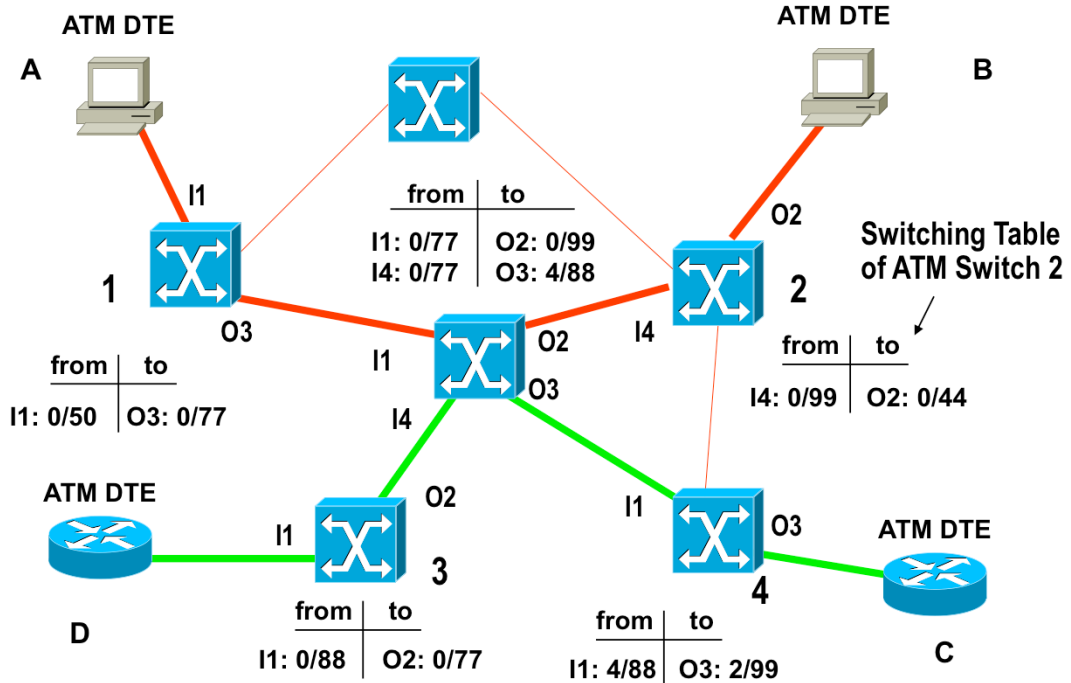 ATM DTE
ATM DTE
A
B
I1
from to
I1: 0/77 O2: 0/99
I4: 0/77 O3: 4/88
O2
Switching Table
of ATM Switch 2
1
2
O3
I1
O2
I4
O3
from to
I1: 0/50 O3: 0/77
from to
I4: 0/99 O2: 0/44
I4
ATM DTE
O2
I1
I1
O3
ATM DTE
3
4
D
from to
I1: 0/88 O2: 0/77
from to
I1: 4/88 O3: 2/99
C